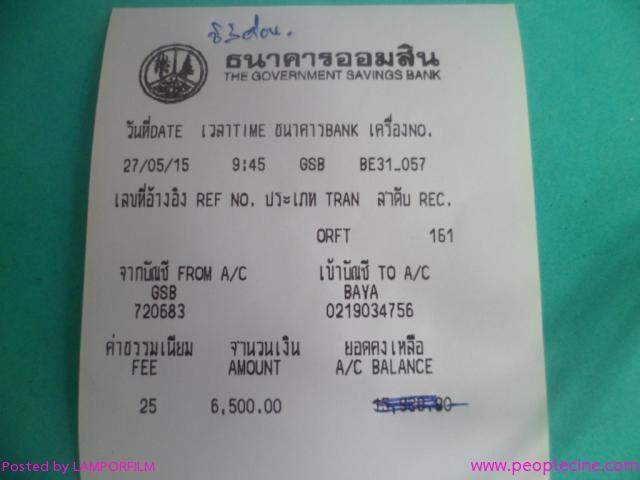 ธนาคารออมสิน
THE GOVERNMENT SAVINGS BANK
วันที่DATE เวลาTIME ธนาคารBANK เครื่องNO.
27/05/15 9:45 GSB BE31_057
เลขที่อ้างอิง REF NO. ประเภท TRAN ลำดับ REC.
ORFT 161
จากบัญชี FROM A/C เข้าบัญชี TO A/C
GSB BAYA
720683 0219034756
ค่าธรรมเนียม จำนวนเงิน ยอดคงเหลือ
FEE AMOUNT A/C BALANCE
25 6,500.00
Posted by LAMPORFILM www.peoplecine.com